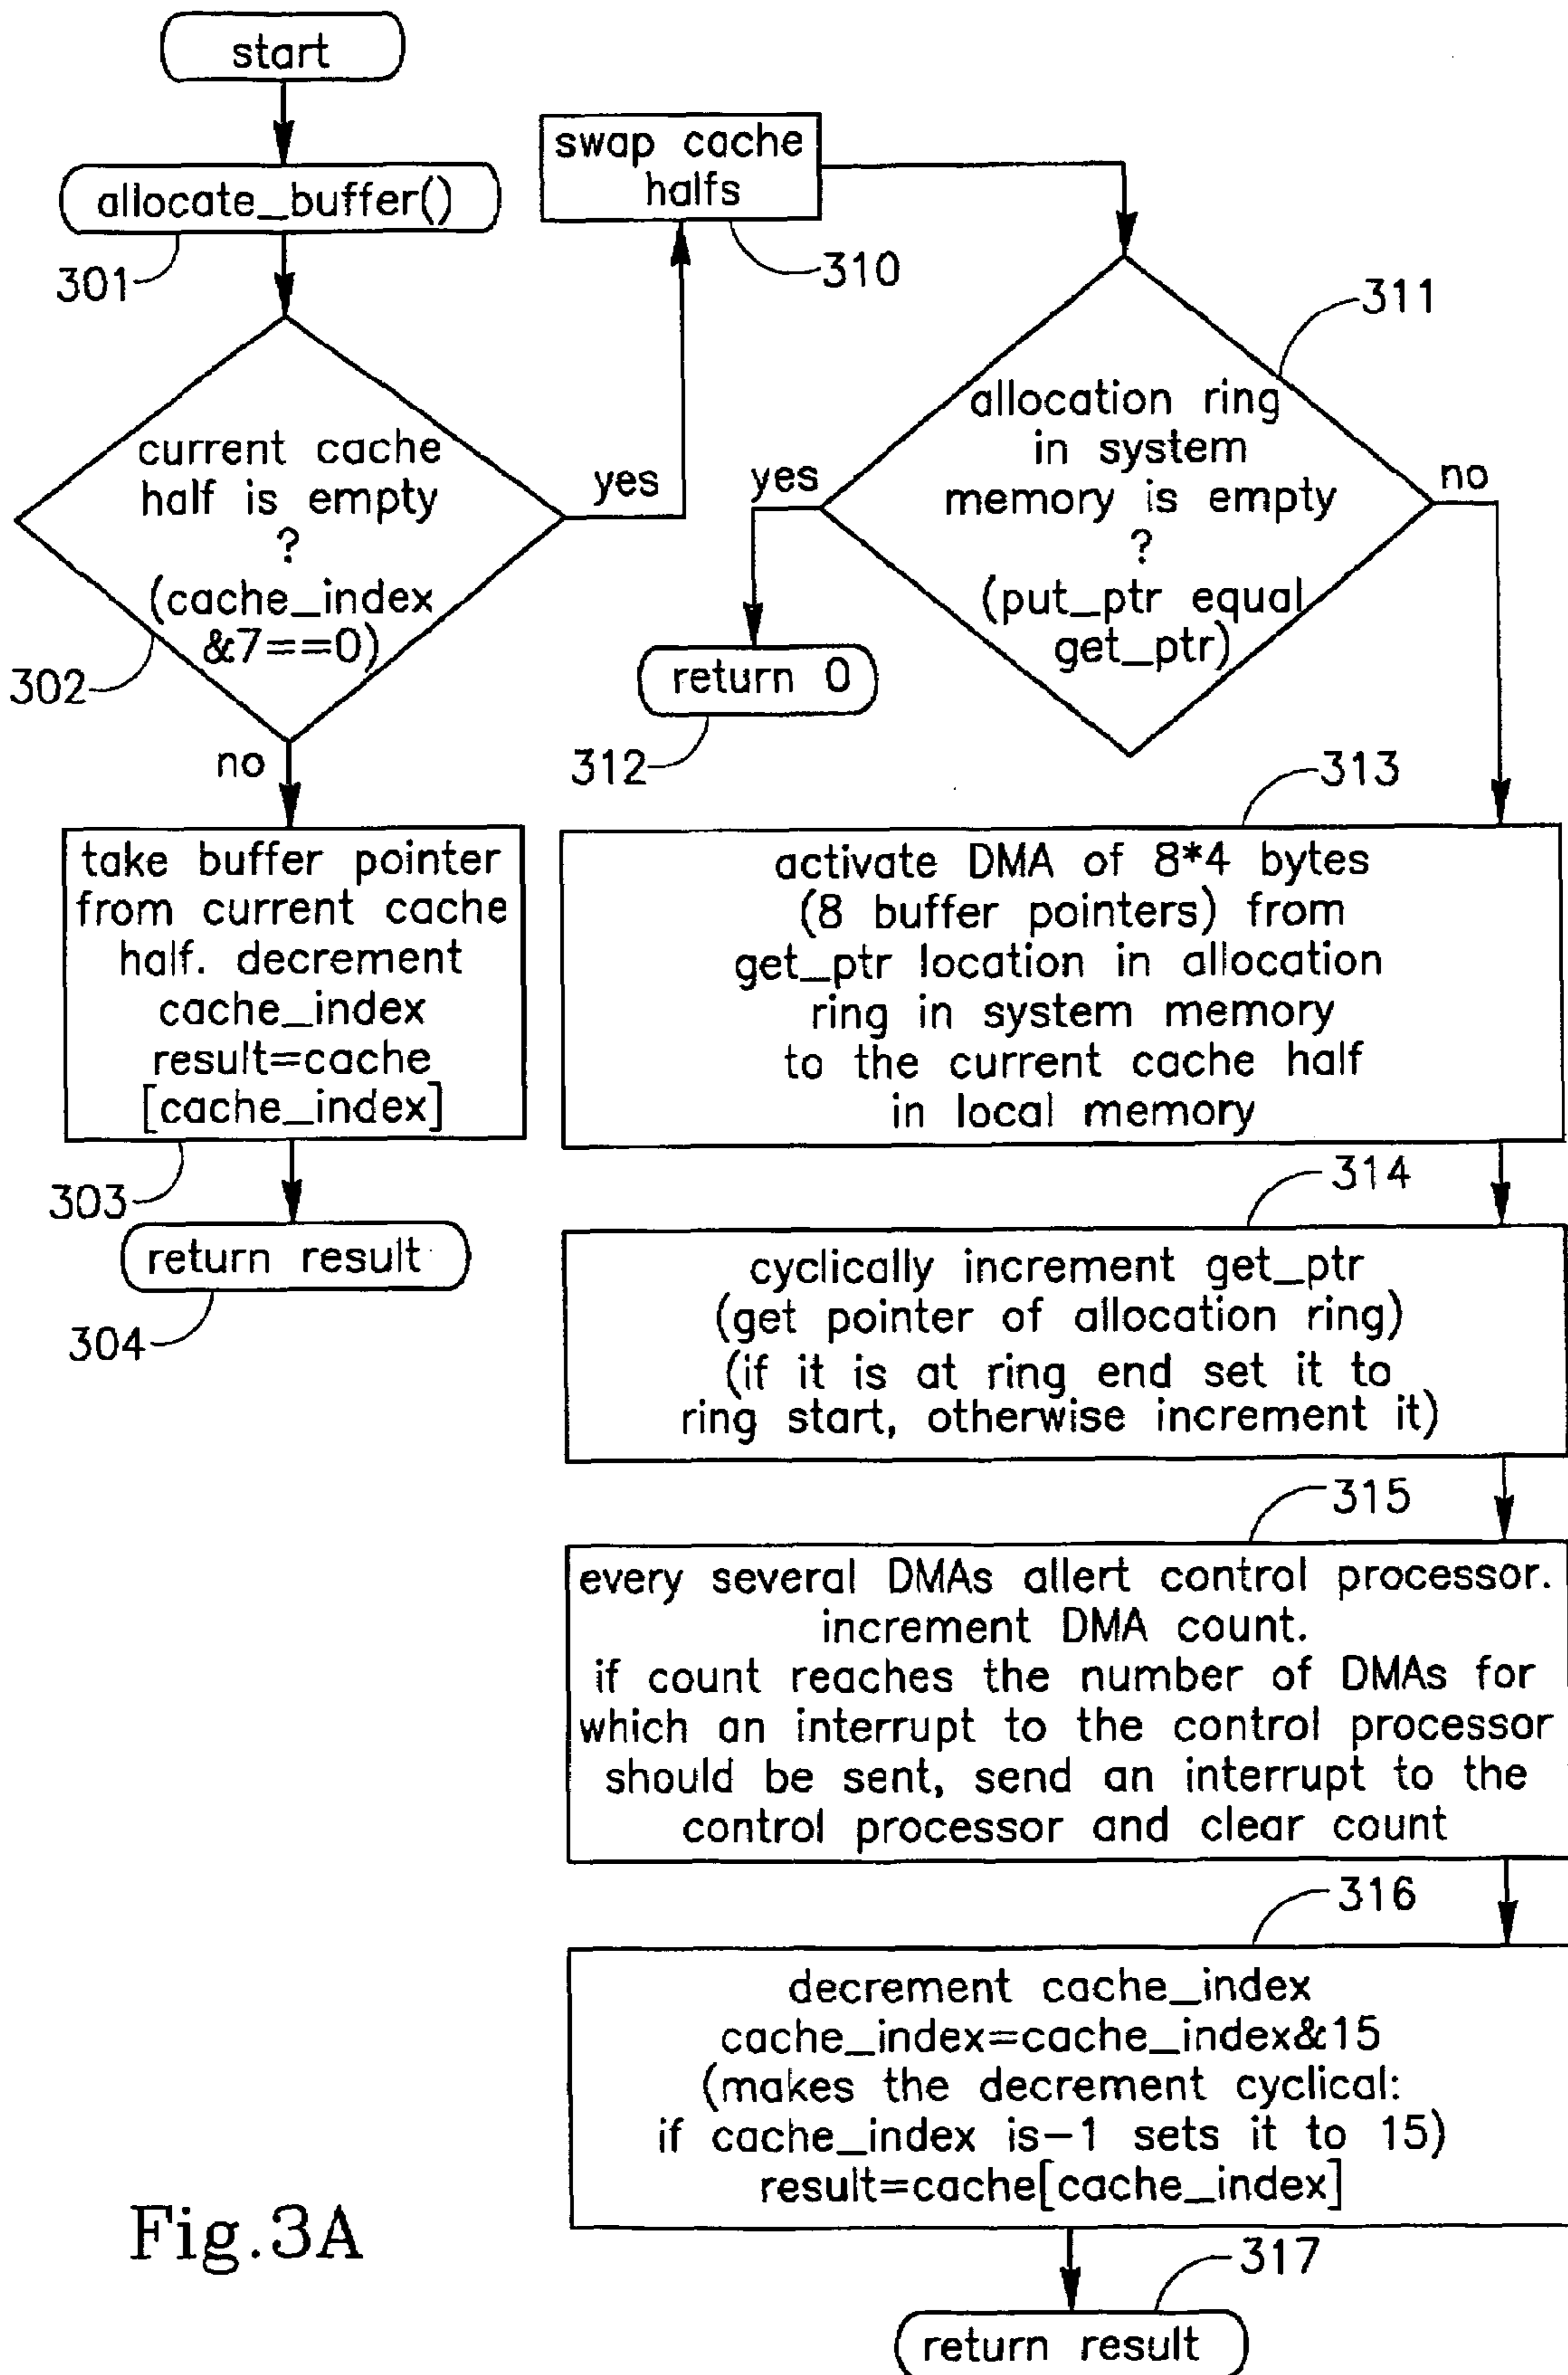 start
allocate_buffer()
301
current cache
half is empty
?
(cache_index
&7==0)
302
yes
no
take buffer pointer
from current cache
half. decrement
cache_index
result=cache
[cache_index]
303
return result
304
swap cache
halfs
310
allocation ring
in system
memory is empty
?
(put_ptr equal
get_ptr)
311
yes
no
return 0
312
313
activate DMA of 8*4 bytes
(8 buffer pointers) from
get_ptr location in allocation
ring in system memory
to the current cache half
in local memory
314
cyclically increment get_ptr
(get pointer of allocation ring)
(if it is at ring end set it to
ring start, otherwise increment it)
315
every several DMAs allert control processor.
increment DMA count.
if count reaches the number of DMAs for
which an interrupt to the control processor
should be sent, send an interrupt to the
control processor and clear count
316
decrement cache_index
cache_index=cache_index&15
(makes the decrement cyclical:
if cache_index is-1 sets it to 15)
result=cache[cache_index]
317
return result
Fig.3A